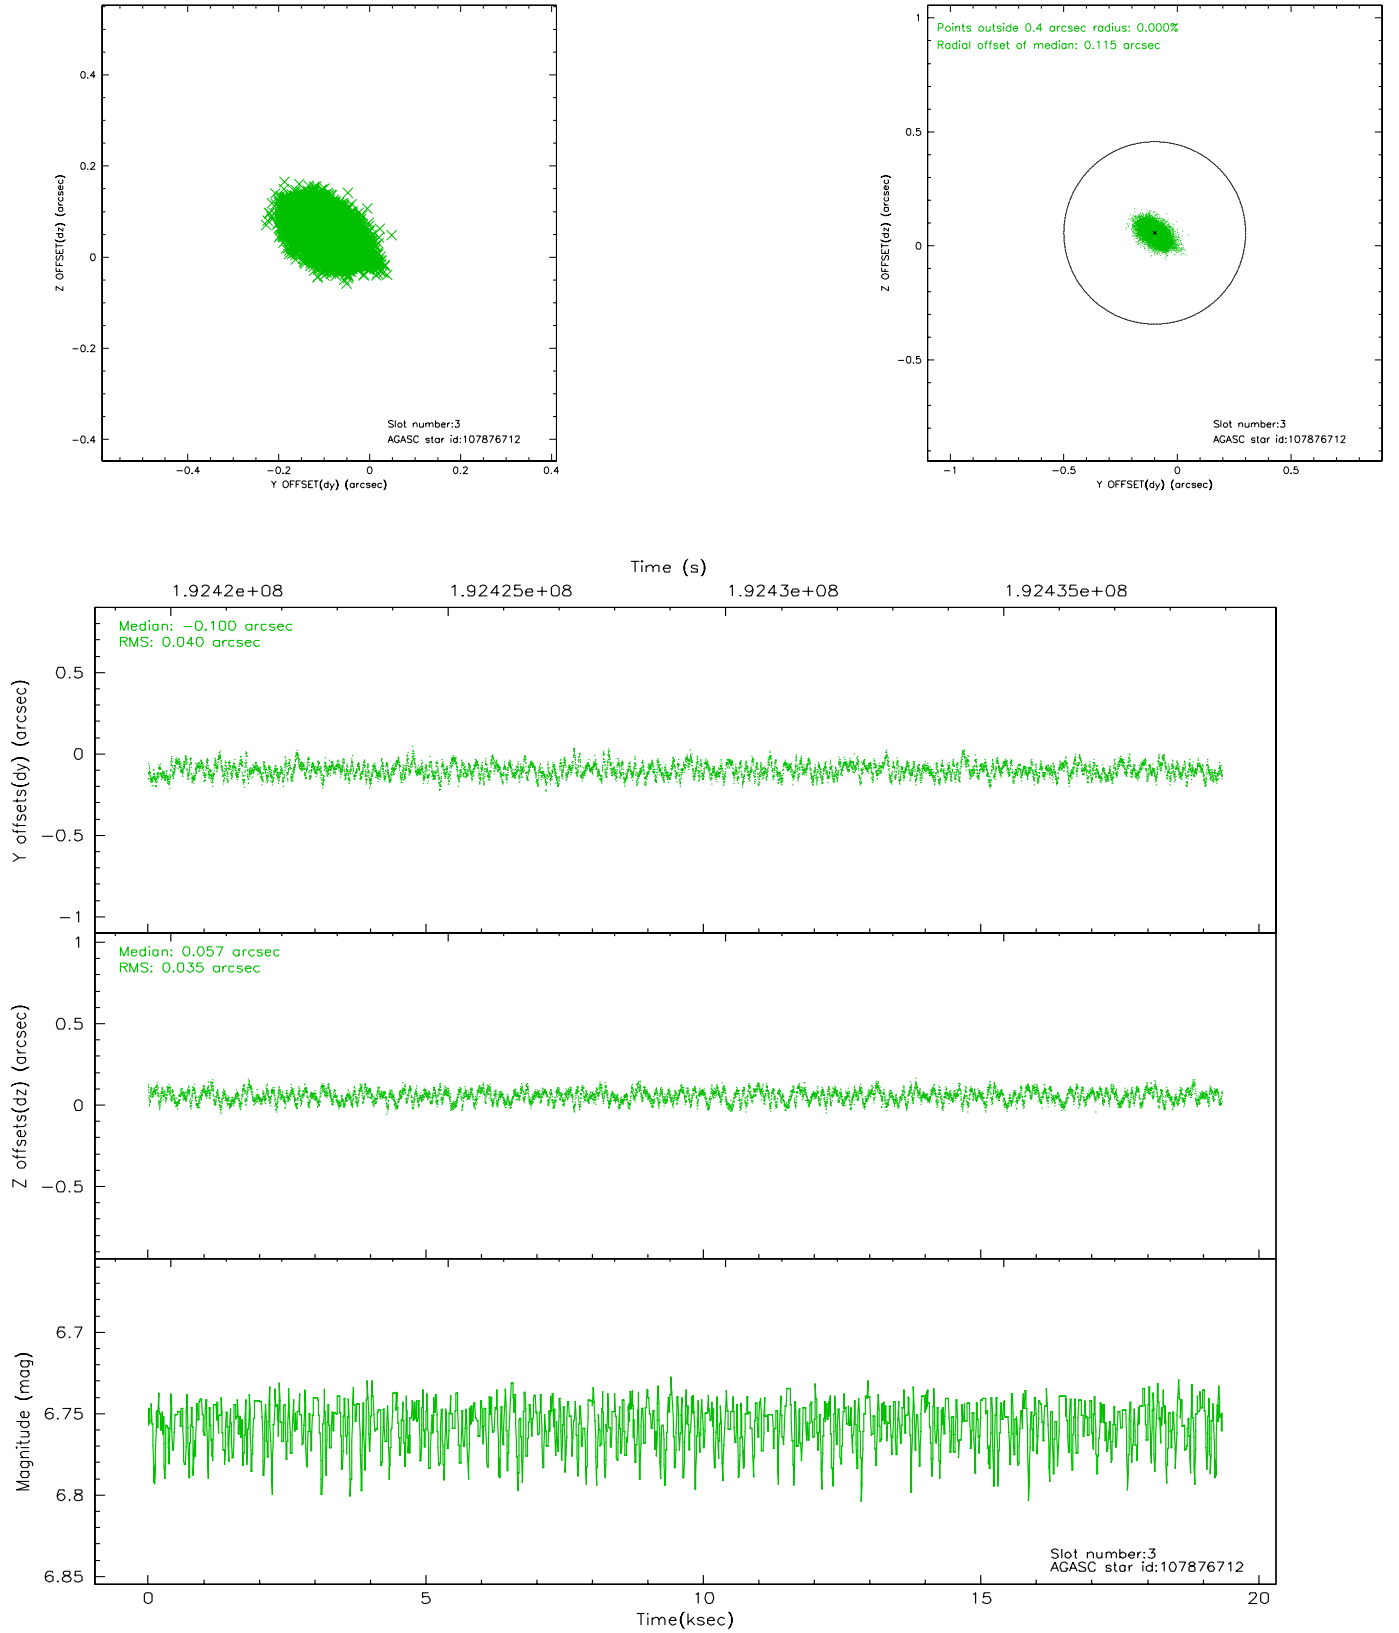 0.4
0.2
0
−0.2
−0.4
Z OFFSET(dz) (arcsec)
Slot number:3
AGASC star id:107876712
−0.4 −0.2 0 0.2 0.4
Y OFFSET(dy) (arcsec)
Points outside 0.4 arcsec radius: 0.000%
Radial offset of median: 0.115 arcsec
1
0.5
0
−0.5
Z OFFSET(dz) (arcsec)
Slot number:3
AGASC star id:107876712
−1 −0.5 0 0.5
Y OFFSET(dy) (arcsec)
Time (s)
1.9242e+08 1.92425e+08 1.9243e+08 1.92435e+08
Median: −0.100 arcsec
RMS: 0.040 arcsec
0.5
0
−0.5
−1
Y offsets(dy) (arcsec)
Median: 0.057 arcsec
RMS: 0.035 arcsec
1
0.5
0
−0.5
Z offsets(dz) (arcsec)
6.7
6.75
6.8
6.85
Magnitude (mag)
Slot number:3
AGASC star id:107876712
0 5 10 15 20
Time(ksec)